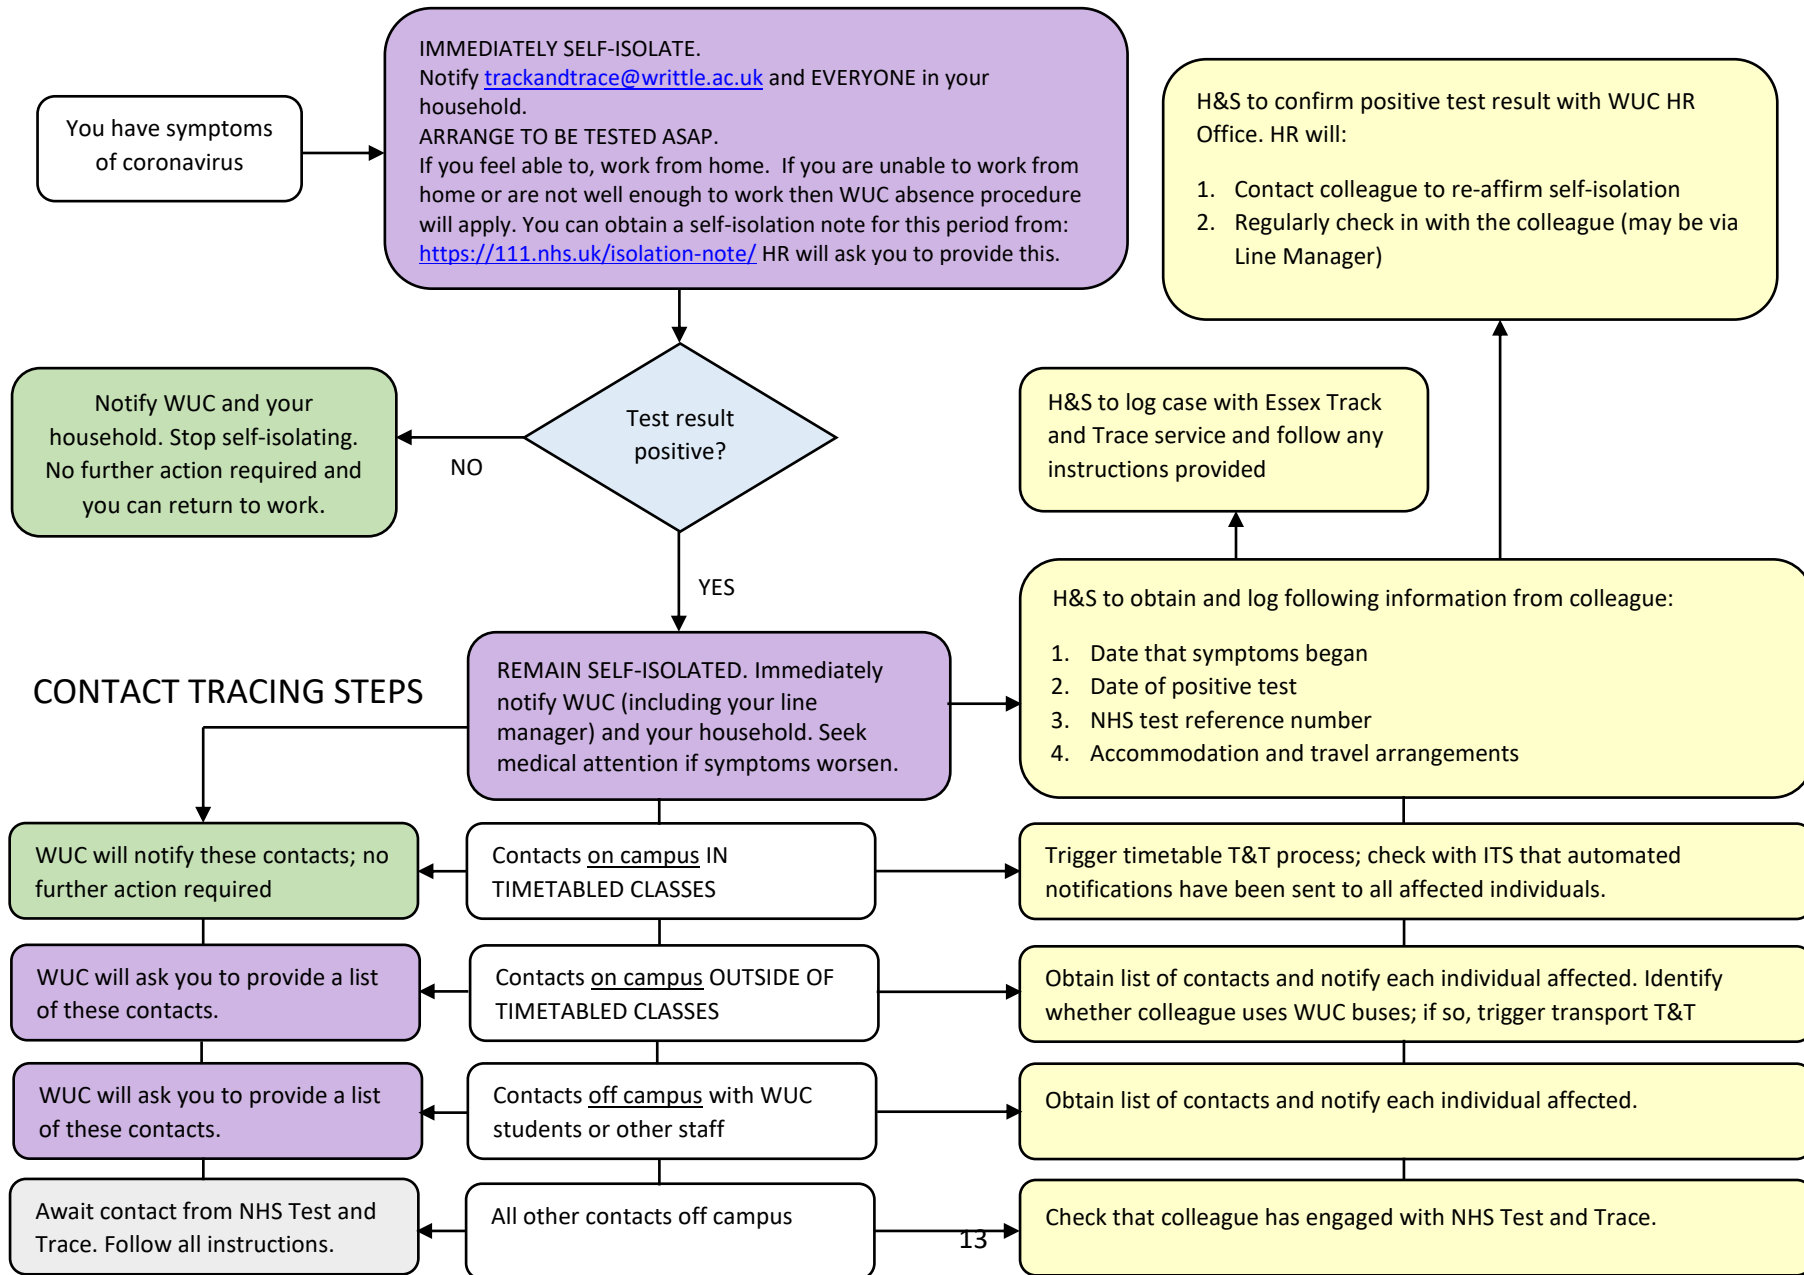 You have symptoms
of coronavirus
IMMEDIATELY SELF-ISOLATE.
Notify trackandtrace@writtle.ac.uk and EVERYONE in your
household.
ARRANGE TO BE TESTED ASAP.
If you feel able to, work from home.  If you are unable to work from
home or are not well enough to work then WUC absence procedure
will apply. You can obtain a self-isolation note for this period from:
https://111.nhs.uk/isolation-note/ HR will ask you to provide this.
H&S to confirm positive test result with WUC HR
Office. HR will:
1. Contact colleague to re-affirm self-isolation
2. Regularly check in with the colleague (may be via
Line Manager)
Notify WUC and your
household. Stop self-isolating.
No further action required and
you can return to work.
NO
Test result
positive?
YES
H&S to log case with Essex Track
and Trace service and follow any
instructions provided
H&S to obtain and log following information from colleague:
1. Date that symptoms began
2. Date of positive test
3. NHS test reference number
4. Accommodation and travel arrangements
CONTACT TRACING STEPS
REMAIN SELF-ISOLATED. Immediately
notify WUC (including your line
manager) and your household. Seek
medical attention if symptoms worsen.
WUC will notify these contacts; no
further action required
Contacts on campus IN
TIMETABLED CLASSES
Trigger timetable T&T process; check with ITS that automated
notifications have been sent to all affected individuals.
WUC will ask you to provide a list
of these contacts.
Contacts on campus OUTSIDE OF
TIMETABLED CLASSES
Obtain list of contacts and notify each individual affected. Identify
whether colleague uses WUC buses; if so, trigger transport T&T
WUC will ask you to provide a list
of these contacts.
Contacts off campus with WUC
students or other staff
Obtain list of contacts and notify each individual affected.
Await contact from NHS Test and
Trace. Follow all instructions.
All other contacts off campus
Check that colleague has engaged with NHS Test and Trace.
13